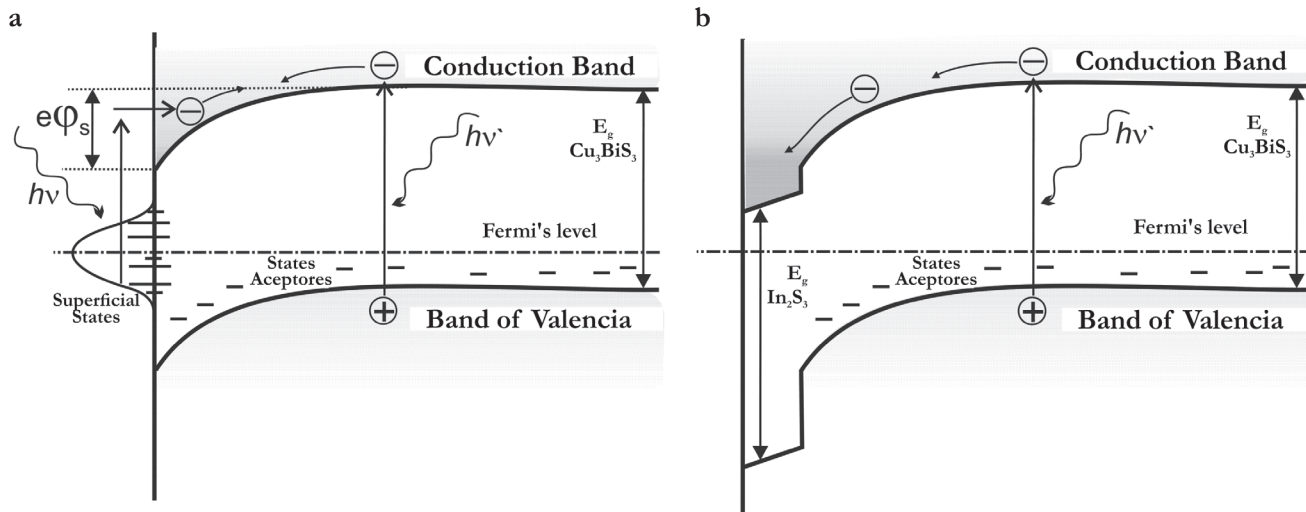 a
Conduction Band
eφs
hν
hν`
Eg
Cu₃BiS₃
Fermi's level
States
Aceptores
Superficial
States
Band of Valencia
b
Conduction Band
hν`
Eg
Cu₃BiS₃
Fermi's level
States
Aceptores
Eg
In₂S₃
Band of Valencia